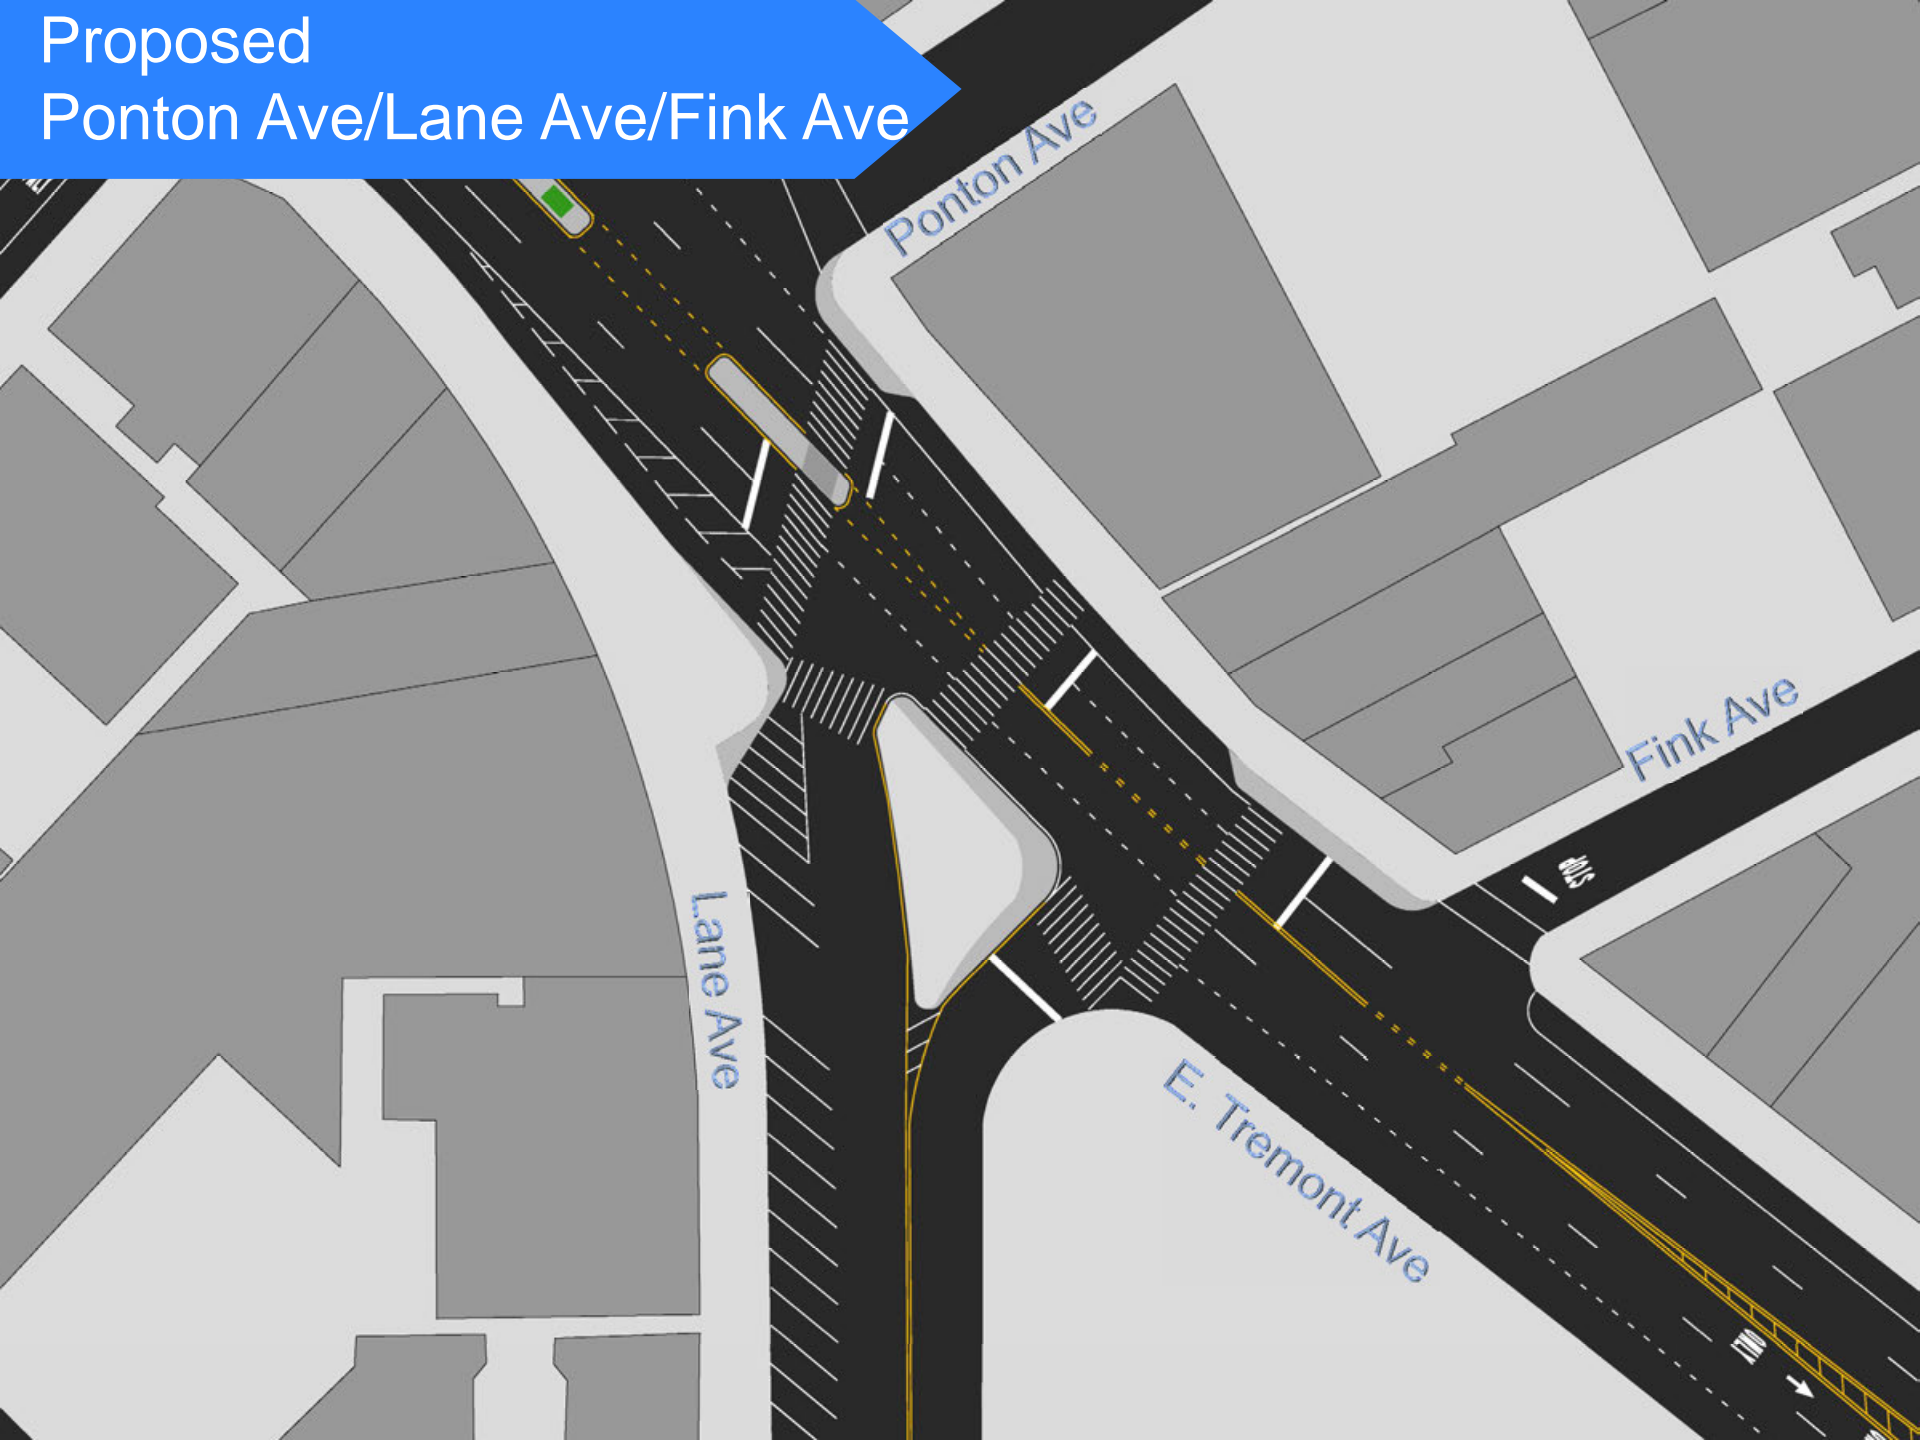 Proposed
Ponton Ave/Lane Ave/Fink Ave
Ponton Ave
Fink Ave
STOP
Lane Ave
E. Tremont Ave
ONLY